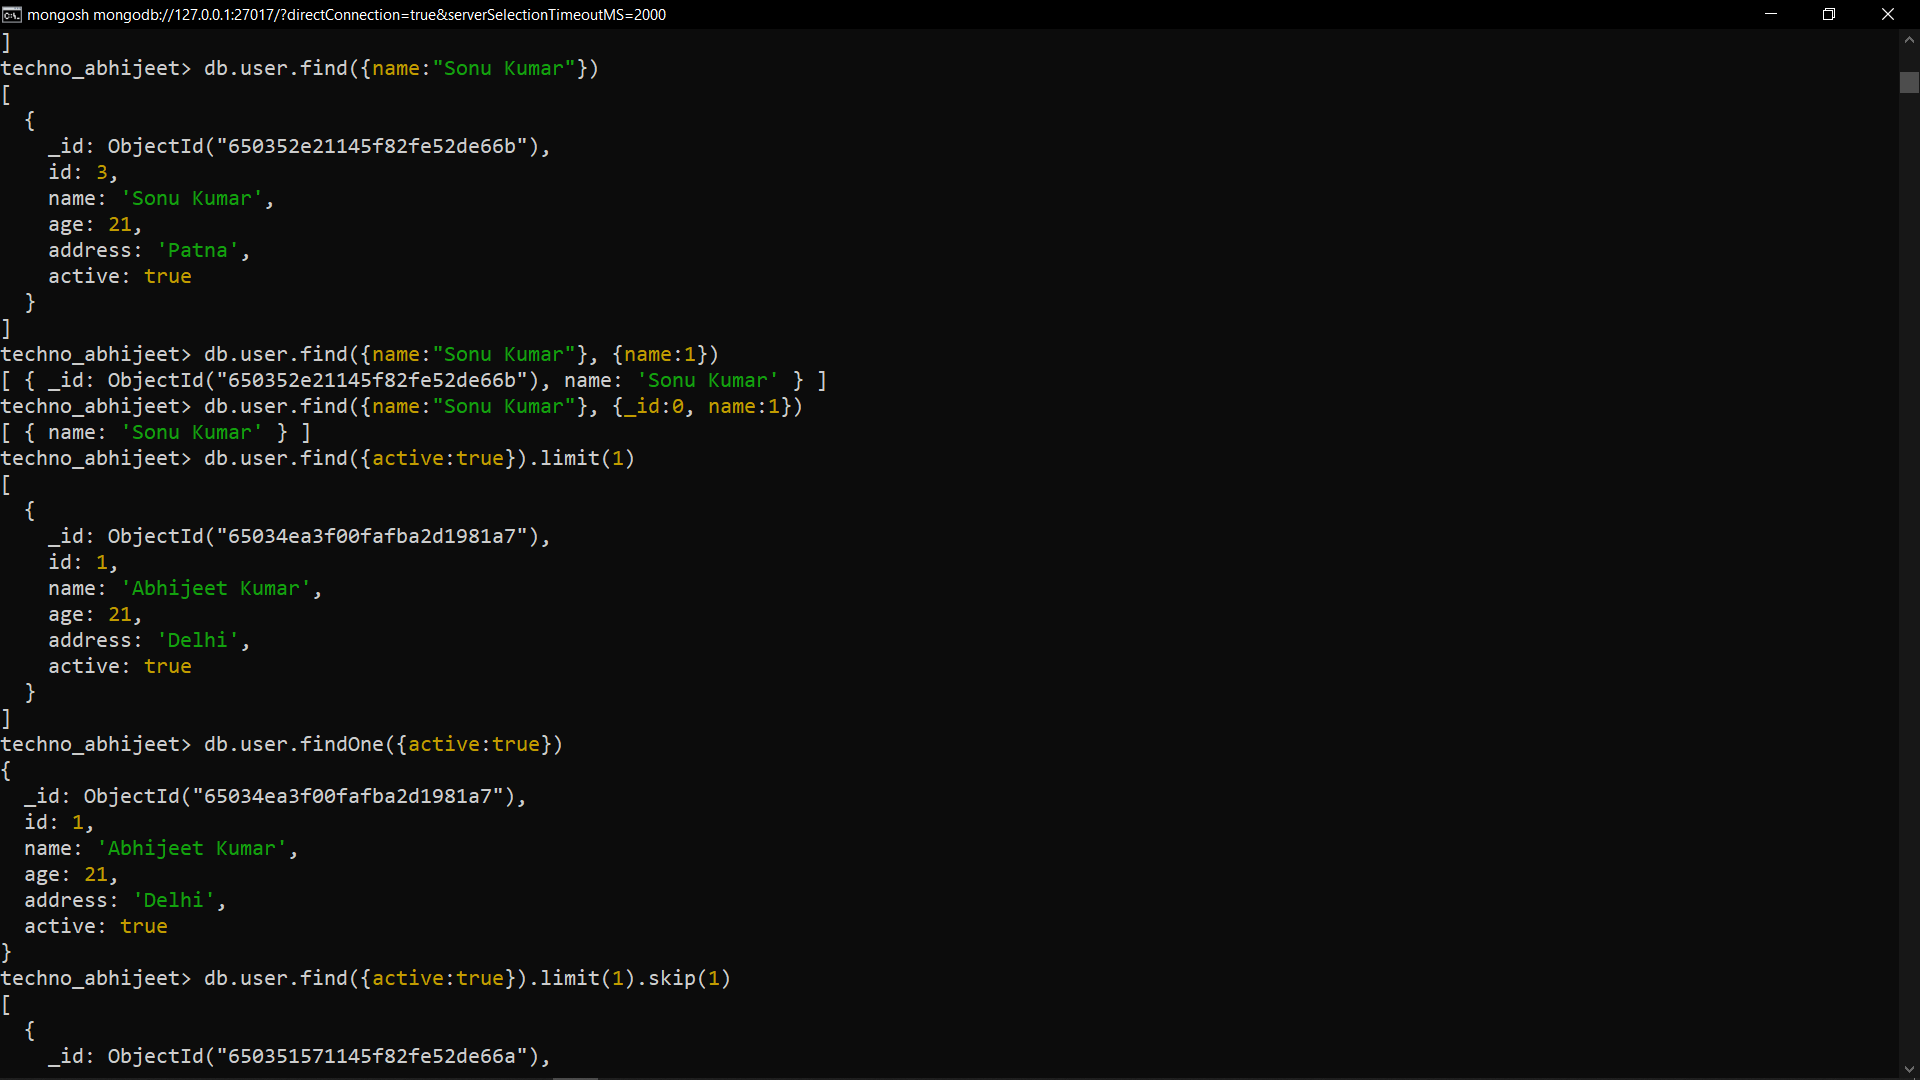 mongosh mongodb://127.0.0.1:27017/?directConnection=true&serverSelectionTimeoutMS=2000
]
techno_abhijeet> db.user.find({name:"Sonu Kumar"})
[
  {
    _id: ObjectId("650352e21145f82fe52de66b"),
    id: 3,
    name: 'Sonu Kumar',
    age: 21,
    address: 'Patna',
    active: true
  }
]
techno_abhijeet> db.user.find({name:"Sonu Kumar"}, {name:1})
[ { _id: ObjectId("650352e21145f82fe52de66b"), name: 'Sonu Kumar' } ]
techno_abhijeet> db.user.find({name:"Sonu Kumar"}, {_id:0, name:1})
[ { name: 'Sonu Kumar' } ]
techno_abhijeet> db.user.find({active:true}).limit(1)
[
  {
    _id: ObjectId("65034ea3f00fafba2d1981a7"),
    id: 1,
    name: 'Abhijeet Kumar',
    age: 21,
    address: 'Delhi',
    active: true
  }
]
techno_abhijeet> db.user.findOne({active:true})
{
  _id: ObjectId("65034ea3f00fafba2d1981a7"),
  id: 1,
  name: 'Abhijeet Kumar',
  age: 21,
  address: 'Delhi',
  active: true
}
techno_abhijeet> db.user.find({active:true}).limit(1).skip(1)
[
  {
    _id: ObjectId("650351571145f82fe52de66a"),